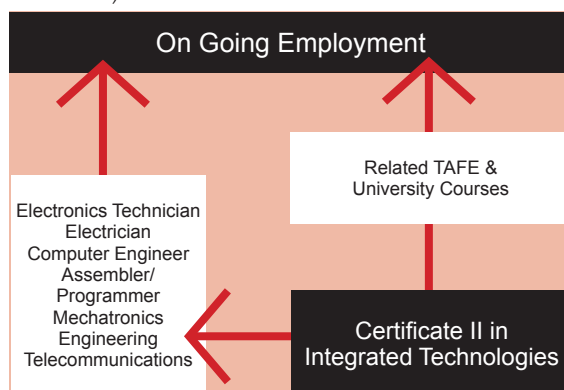 On Going Employment
Related TAFE &
University Courses
Electronics Technician
Electrician
Computer Engineer
Assembler/
Programmer
Mechatronics
Engineering
Telecommunications
Certificate II in
Integrated Technologies